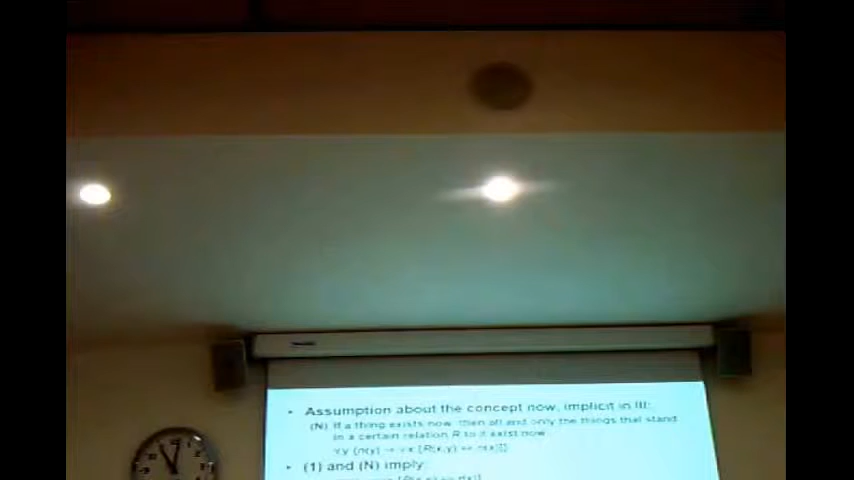 • Assumption about the concept now, implicit in III:
(N) If a thing exists now, then all and only the things that stand
in a certain relation R to it exist now
∀y {n(y) → ∀x [R(x,y) ↔ n(x)]}
• (1) and (N) imply: